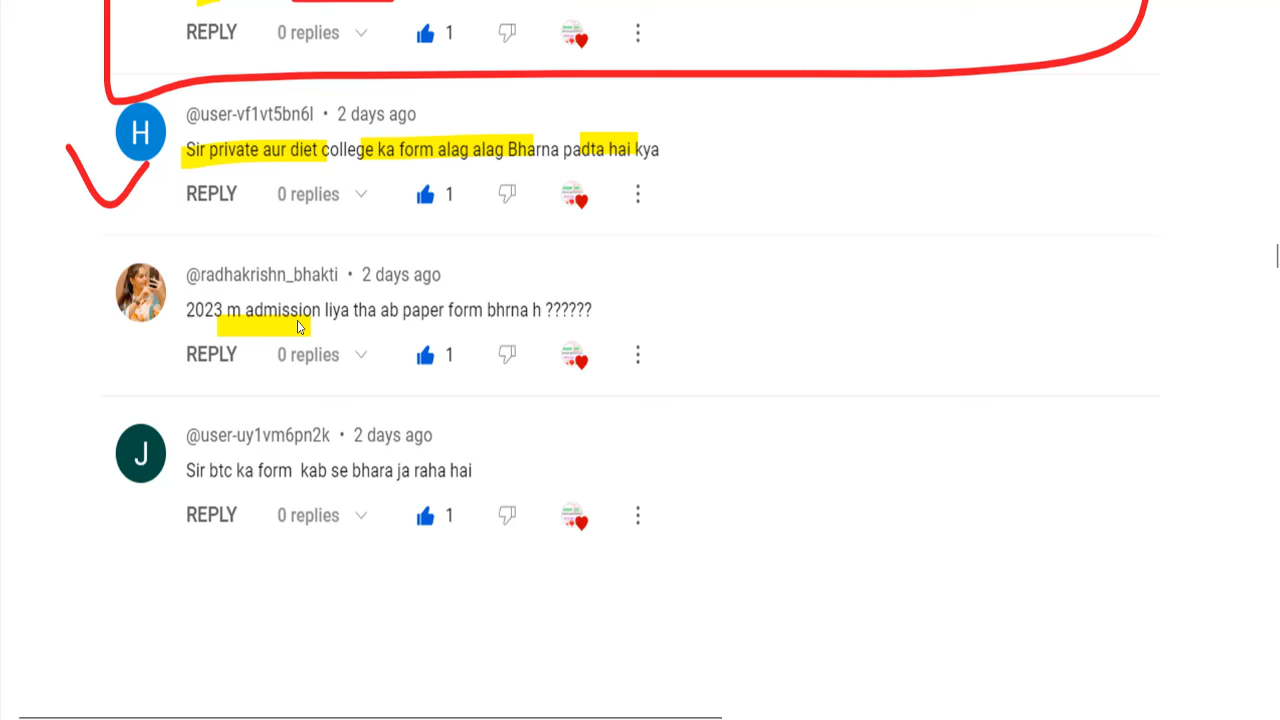 REPLY 0 replies 1
H @user-vf1vt5bn6l • 2 days ago
Sir private aur diet college ka form alag alag Bharna padta hai kya
REPLY 0 replies 1
@radhakrishn_bhakti • 2 days ago
2023 m admission liya tha ab paper form bhrna h ??????
REPLY 0 replies 1
J @user-uy1vm6pn2k • 2 days ago
Sir btc ka form kab se bhara ja raha hai
REPLY 0 replies 1